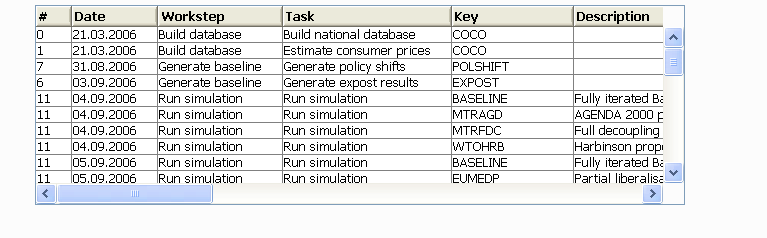 # Date Workstep Task Key Description
0 21.03.2006 Build database Build national database COCO
1 21.03.2006 Build database Estimate consumer prices COCO
7 31.08.2006 Generate baseline Generate policy shifts POLSHIFT
6 03.09.2006 Generate baseline Generate expost results EXPOST
11 04.09.2006 Run simulation Run simulation BASELINE Fully iterated Ba
11 04.09.2006 Run simulation Run simulation MTRAGD AGENDA 2000 p
11 04.09.2006 Run simulation Run simulation MTRFDC Full decoupling
11 04.09.2006 Run simulation Run simulation WTOHRB Harbinson prop
11 05.09.2006 Run simulation Run simulation BASELINE Fully iterated Ba
11 05.09.2006 Run simulation Run simulation EUMEDP Partial liberalisa